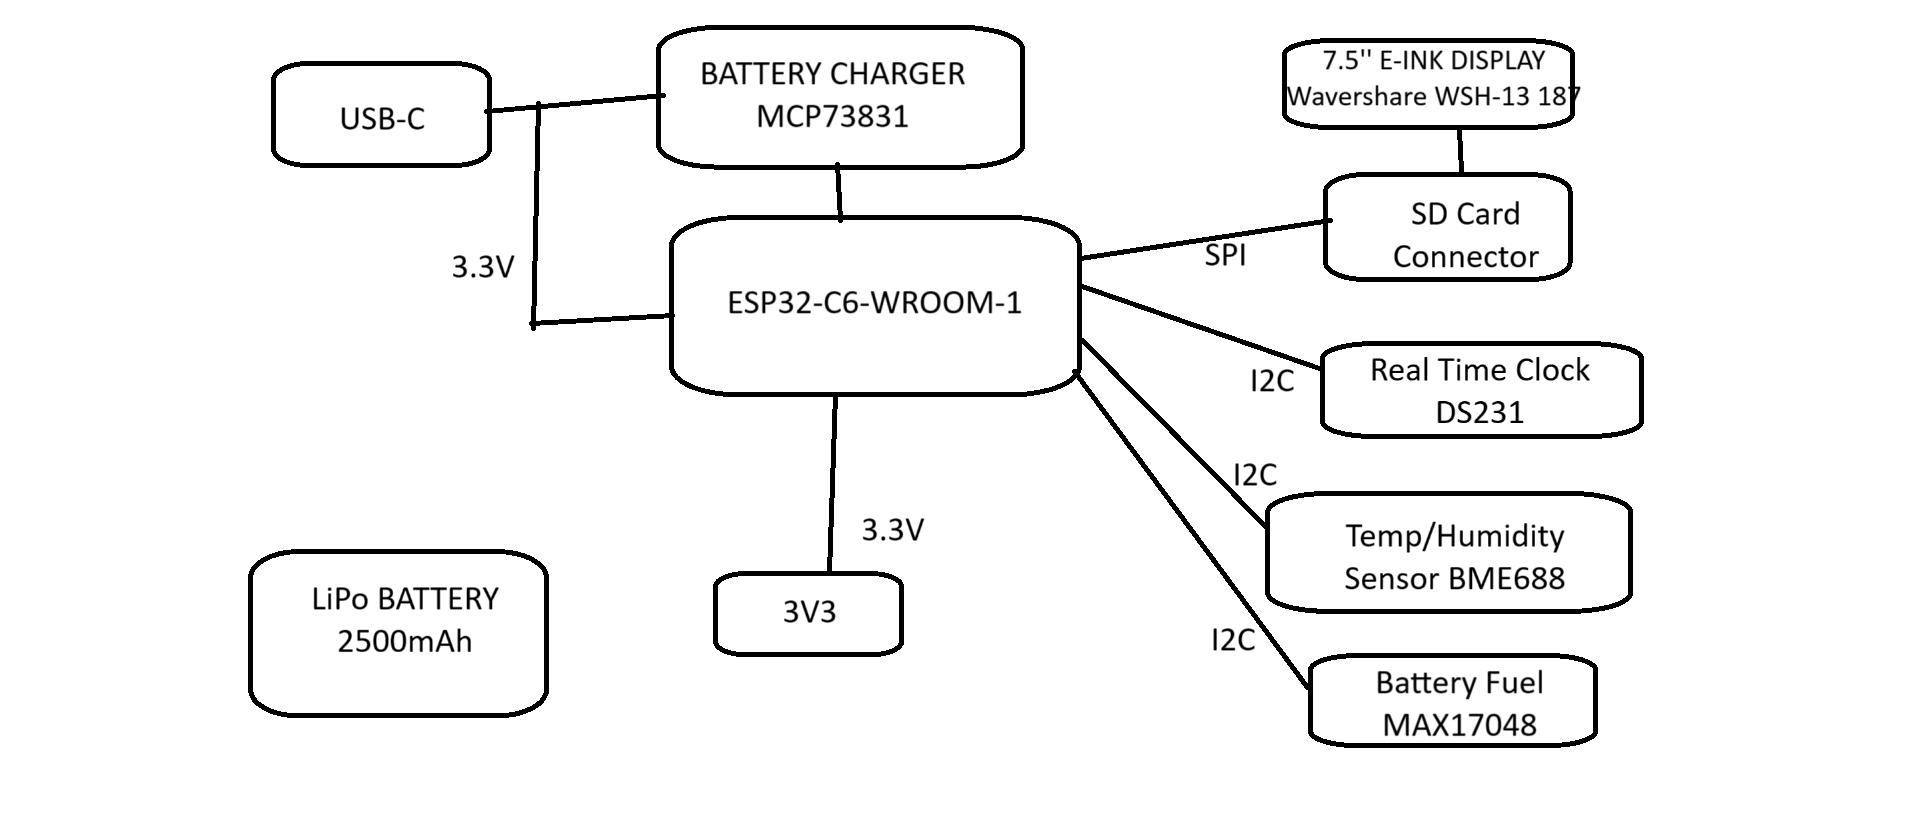 USB-C
BATTERY CHARGER
MCP73831
7.5'' E-INK DISPLAY
Wavershare WSH-13 187
SD Card
Connector
SPI
3.3V
ESP32-C6-WROOM-1
Real Time Clock
DS231
I2C
I2C
Temp/Humidity
Sensor BME688
3.3V
3V3
LiPo BATTERY
2500mAh
I2C
Battery Fuel
MAX17048